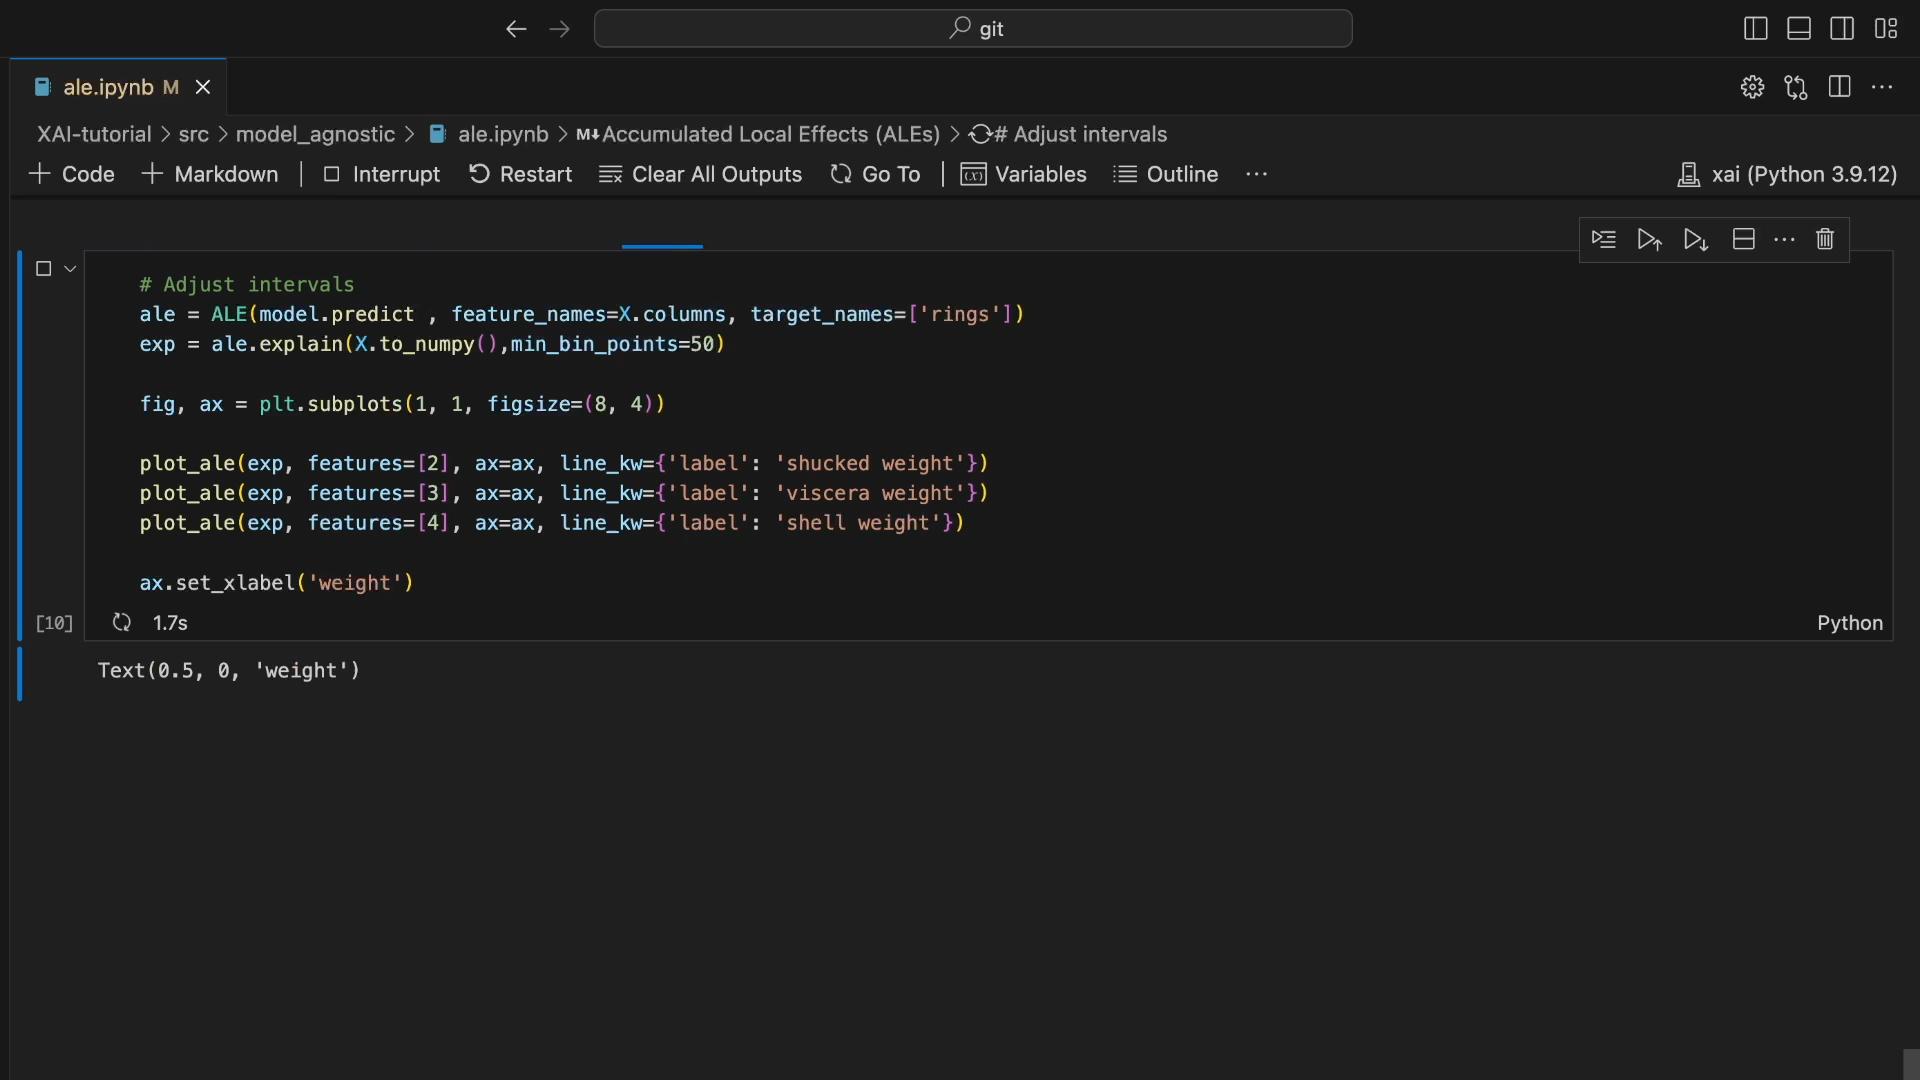 git
ale.ipynb M
XAI-tutorial > src > model_agnostic > ale.ipynb > M↓Accumulated Local Effects (ALEs) > # Adjust intervals
+ Code + Markdown | Interrupt Restart Clear All Outputs Go To | Variables Outline ··· xai (Python 3.9.12)
# Adjust intervals
ale = ALE(model.predict , feature_names=X.columns, target_names=['rings'])
exp = ale.explain(X.to_numpy(),min_bin_points=50)
fig, ax = plt.subplots(1, 1, figsize=(8, 4))
plot_ale(exp, features=[2], ax=ax, line_kw={'label': 'shucked weight'})
plot_ale(exp, features=[3], ax=ax, line_kw={'label': 'viscera weight'})
plot_ale(exp, features=[4], ax=ax, line_kw={'label': 'shell weight'})
ax.set_xlabel('weight')
[10] 1.7s Python
Text(0.5, 0, 'weight')